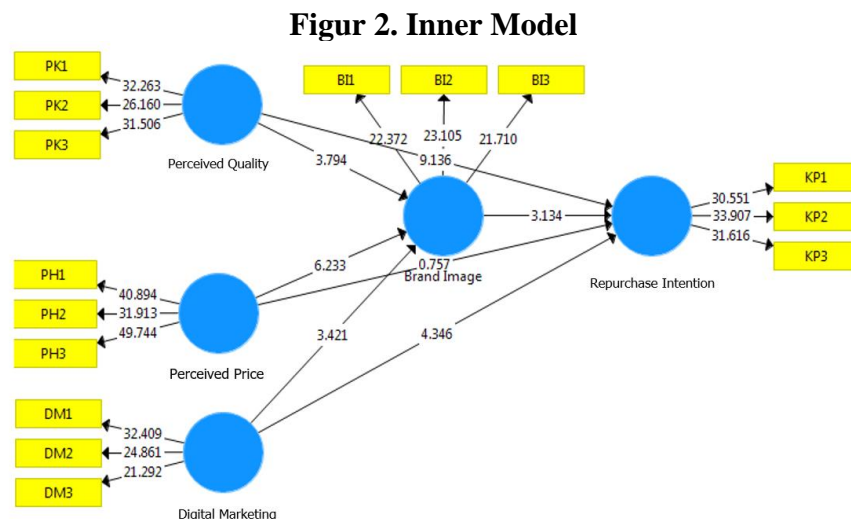 Figur 2. Inner Model
PK1
PK2
PK3
32.263
26.160
31.506
Perceived Quality
BI1
BI2
BI3
22.372
23.105
21.710
3.794
9.136
Brand Image
3.134
KP1
KP2
KP3
30.551
33.907
31.616
Repurchase Intention
PH1
PH2
PH3
40.894
31.913
49.744
Perceived Price
6.233
0.757
3.421
4.346
DM1
DM2
DM3
32.409
24.861
21.292
Digital Marketing